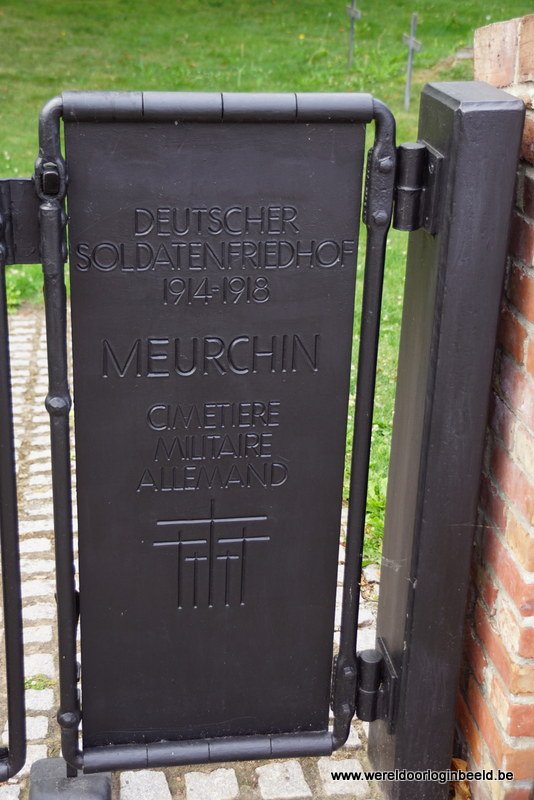 DEUTSCHER
SOLDATENFRIEDHOF
1914-1918
MEURCHIN
CIMETIERE
MILITAIRE
ALLEMAND
www.wereldoorloginbeeld.be